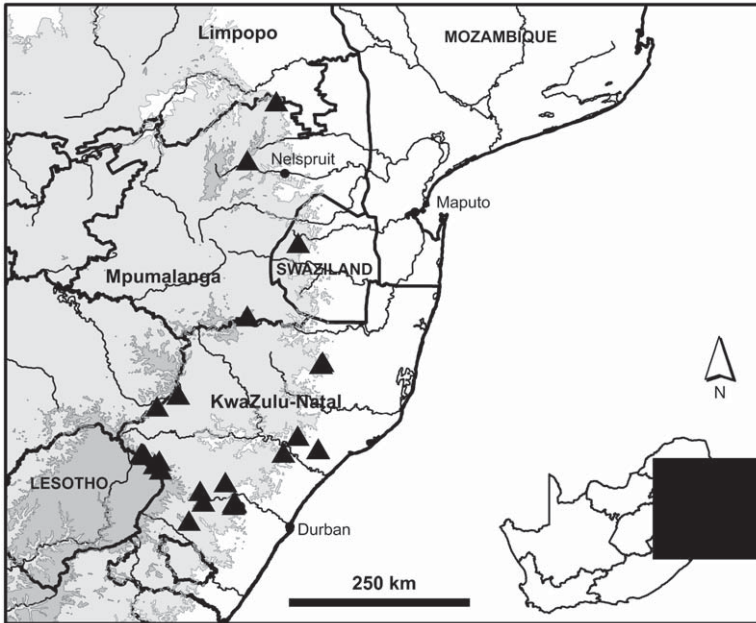 Limpopo
MOZAMBIQUE
Nelspruit
Maputo
SWAZILAND
Mpumalanga
N
KwaZulu-Natal
LESOTHO
Durban
250 km